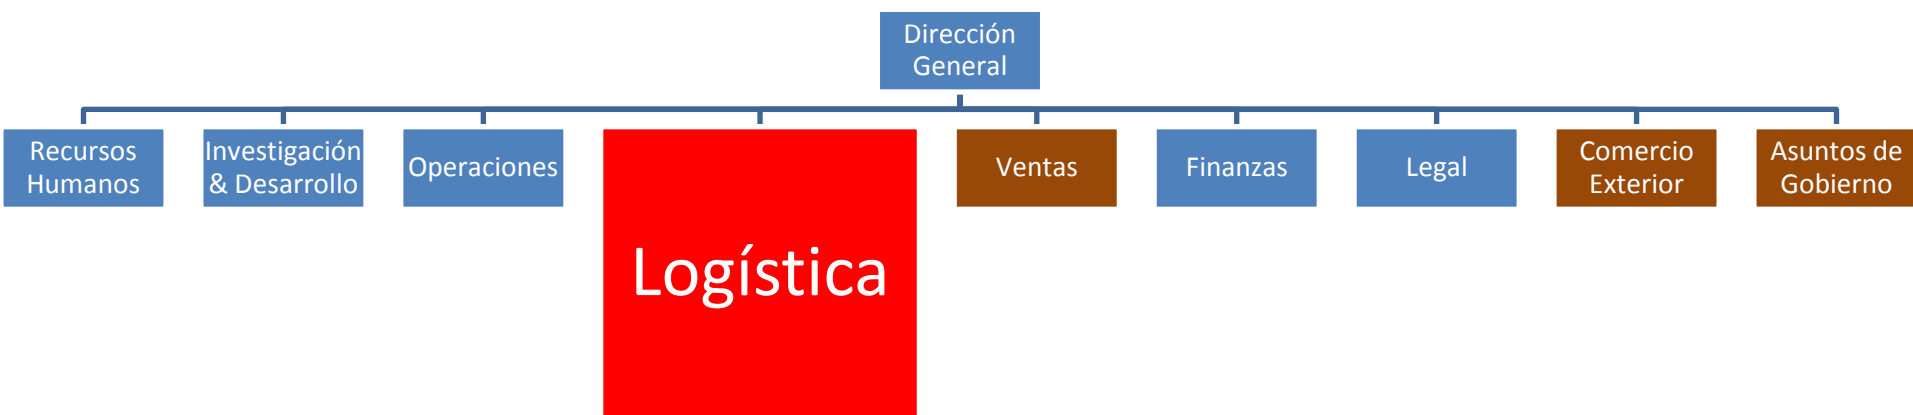 Dirección
General
Recursos
Humanos
Investigación
& Desarrollo
Operaciones
Logística
Ventas
Finanzas
Legal
Comercio
Exterior
Asuntos de
Gobierno